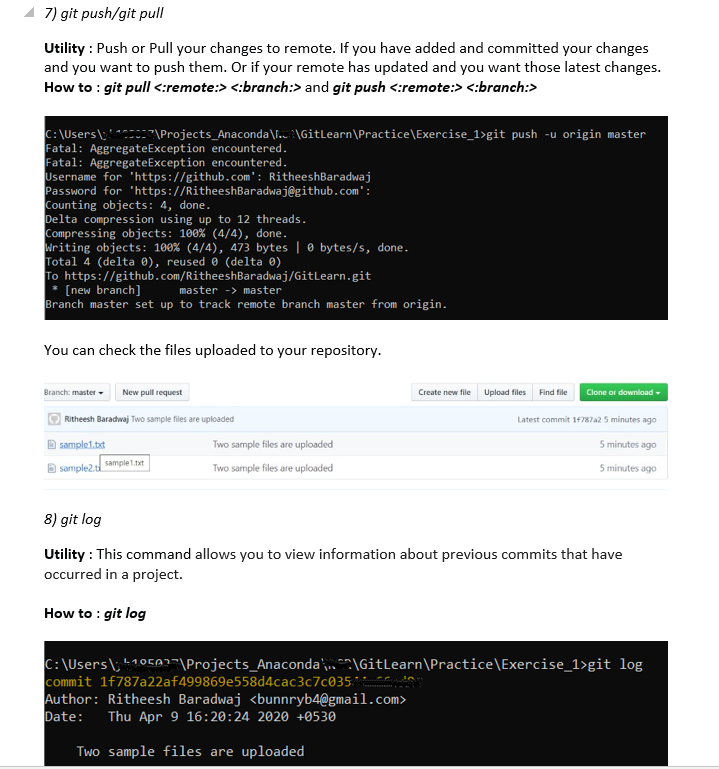 7) git push/git pull
Utility : Push or Pull your changes to remote. If you have added and committed your changes
and you want to push them. Or if your remote has updated and you want those latest changes.
How to : git pull <:remote:> <:branch:> and git push <:remote:> <:branch:>
C:\Users\ \Projects_Anaconda\ \GitLearn\Practice\Exercise_1>git push -u origin master
Fatal: AggregateException encountered.
Fatal: AggregateException encountered.
Username for 'https://github.com': RitheeshBaradwaj
Password for 'https://RitheeshBaradwaj@github.com':
Counting objects: 4, done.
Delta compression using up to 12 threads.
Compressing objects: 100% (4/4), done.
Writing objects: 100% (4/4), 473 bytes | 0 bytes/s, done.
Total 4 (delta 0), reused 0 (delta 0)
To https://github.com/RitheeshBaradwaj/GitLearn.git
* [new branch] master -> master
Branch master set up to track remote branch master from origin.
You can check the files uploaded to your repository.
Branch: master New pull request Create new file Upload files Find file Clone or download
Ritheesh Baradwaj Two sample files are uploaded Latest commit 1f787a2 5 minutes ago
sample1.txt Two sample files are uploaded 5 minutes ago
sample1.txt
sample2.t Two sample files are uploaded 5 minutes ago
8) git log
Utility : This command allows you to view information about previous commits that have
occurred in a project.
How to : git log
C:\Users\ \Projects_Anaconda\ \GitLearn\Practice\Exercise_1>git log
commit 1f787a22af499869e558d4cac3c7c035
Author: Ritheesh Baradwaj <bunnryb4@gmail.com>
Date: Thu Apr 9 16:20:24 2020 +0530
Two sample files are uploaded